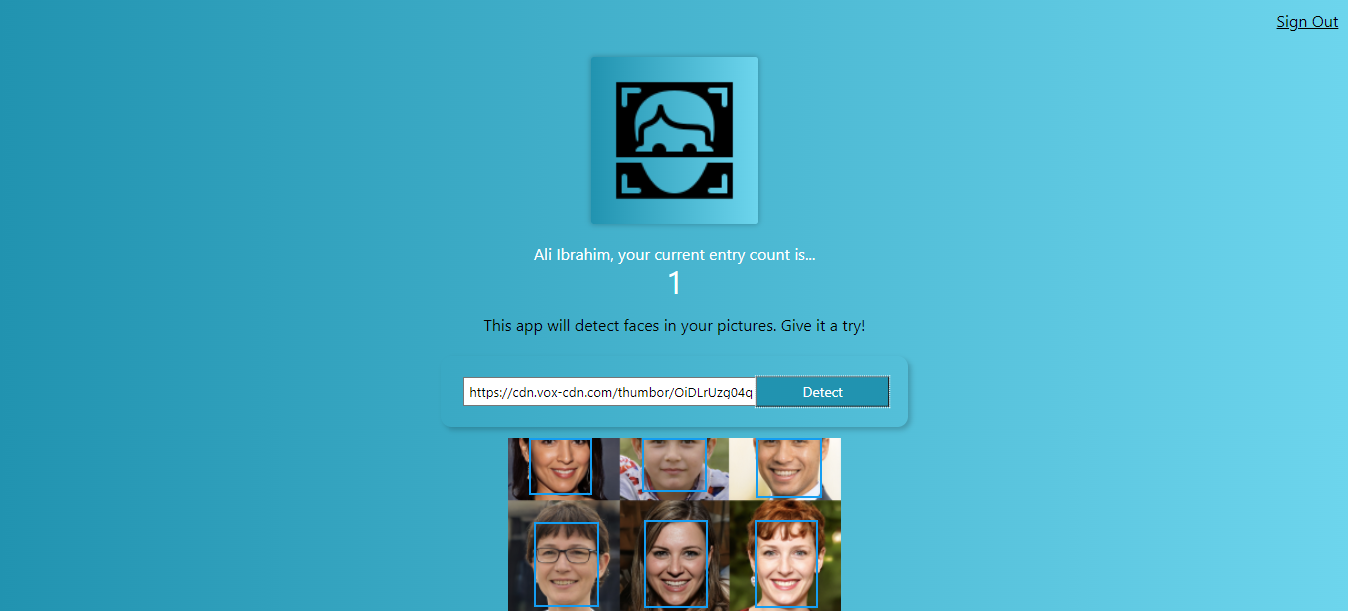 Sign Out
Ali Ibrahim, your current entry count is...
1
This app will detect faces in your pictures. Give it a try!
https://cdn.vox-cdn.com/thumbor/OiDLrUzq04q
Detect